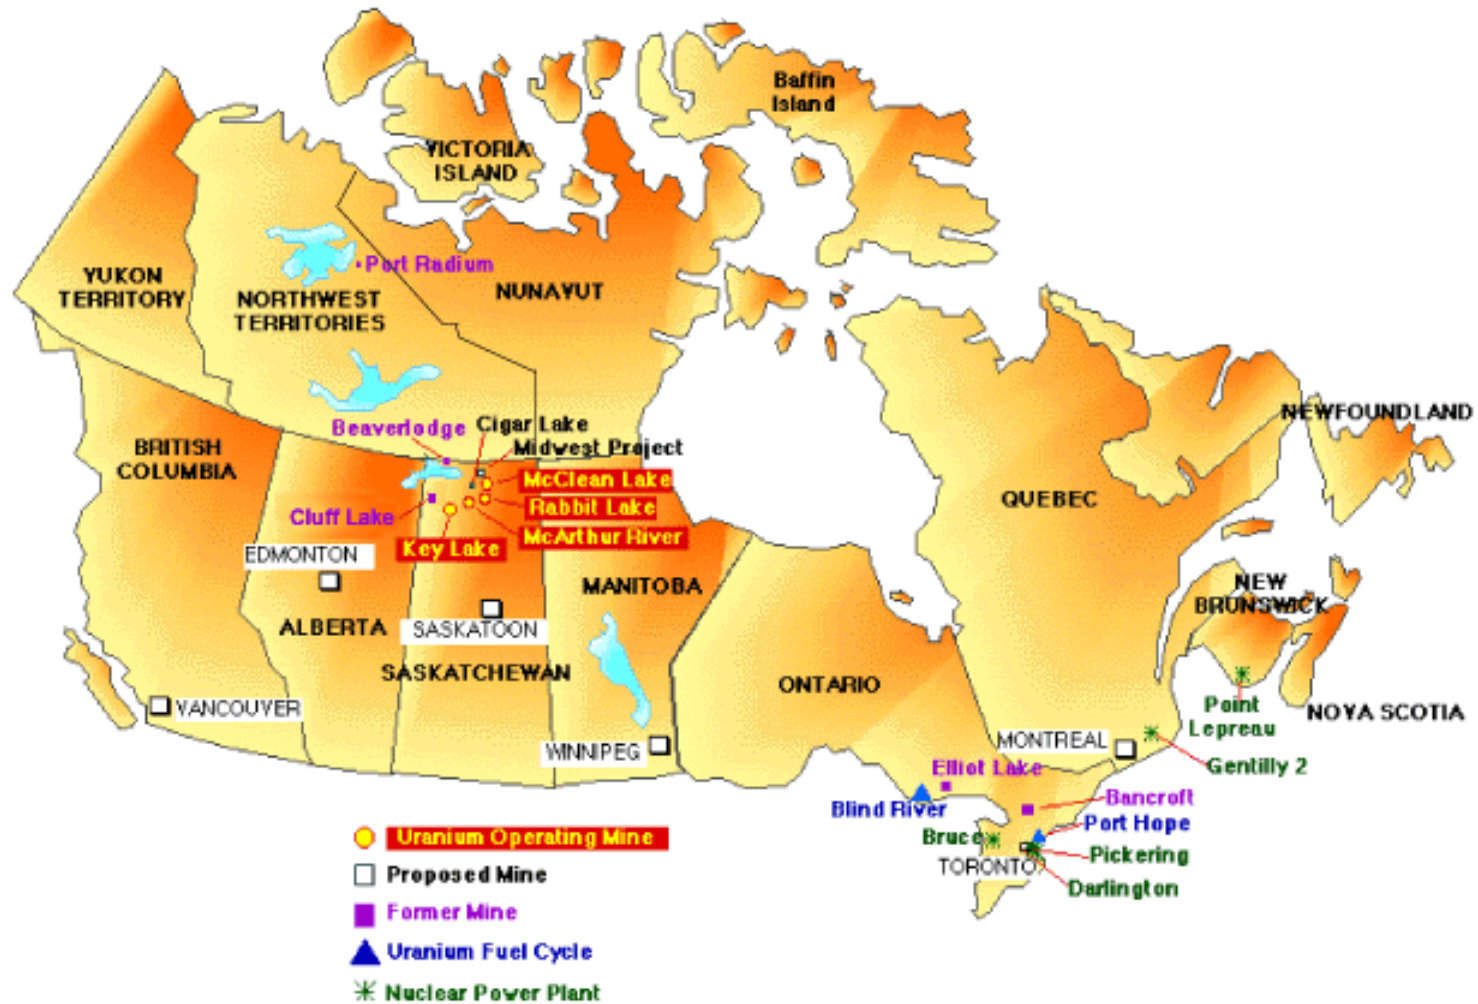 Baffin
Island
VICTORIA
ISLAND
Port Radium
YUKON
TERRITORY
NORTHWEST
TERRITORIES
NUNAVUT
Beaverlodge
Cigar Lake
Midwest Project
McClean Lake
Rabbit Lake
McArthur River
Key Lake
Cluff Lake
BRITISH
COLUMBIA
EDMONTON
ALBERTA
SASKATOON
SASKATCHEWAN
MANITOBA
VANCOUVER
WINNIPEG
ONTARIO
QUEBEC
NEWFOUNDLAND
NEW
BRUNSWICK
NOVA SCOTIA
Point
Lepreau
MONTREAL
Gentilly 2
Elliot Lake
Blind River
Bancroft
Port Hope
Bruce
Pickering
TORONTO
Darlington
Uranium Operating Mine
Proposed Mine
Former Mine
Uranium Fuel Cycle
Nuclear Power Plant